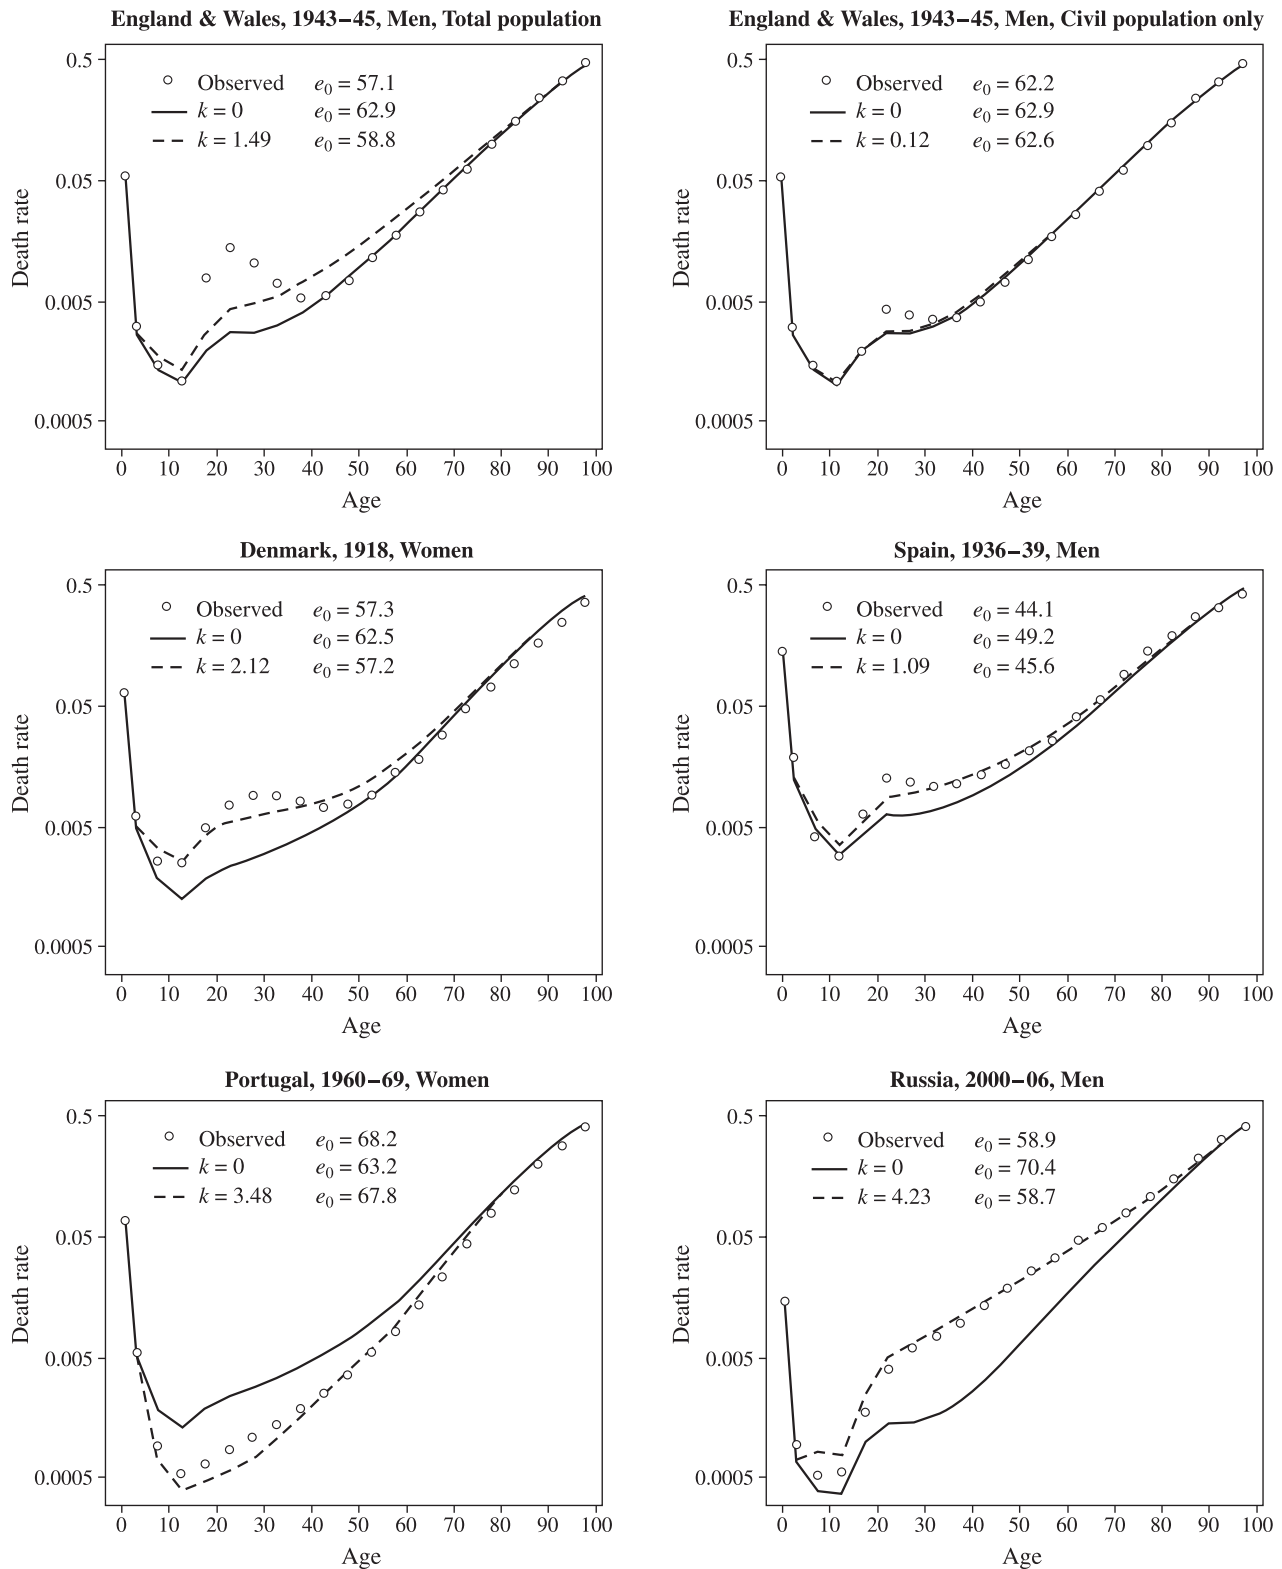 England & Wales, 1943–45, Men, Total population
0.5
0.05
0.005
0.0005
Death rate
Observed e0 = 57.1
k = 0 e0 = 62.9
k = 1.49 e0 = 58.8
0 10 20 30 40 50 60 70 80 90 100
Age
England & Wales, 1943–45, Men, Civil population only
0.5
0.05
0.005
0.0005
Death rate
Observed e0 = 62.2
k = 0 e0 = 62.9
k = 0.12 e0 = 62.6
0 10 20 30 40 50 60 70 80 90 100
Age
Denmark, 1918, Women
0.5
0.05
0.005
0.0005
Death rate
Observed e0 = 57.3
k = 0 e0 = 62.5
k = 2.12 e0 = 57.2
0 10 20 30 40 50 60 70 80 90 100
Age
Spain, 1936–39, Men
0.5
0.05
0.005
0.0005
Death rate
Observed e0 = 44.1
k = 0 e0 = 49.2
k = 1.09 e0 = 45.6
0 10 20 30 40 50 60 70 80 90 100
Age
Portugal, 1960–69, Women
0.5
0.05
0.005
0.0005
Death rate
Observed e0 = 68.2
k = 0 e0 = 63.2
k = 3.48 e0 = 67.8
0 10 20 30 40 50 60 70 80 90 100
Age
Russia, 2000–06, Men
0.5
0.05
0.005
0.0005
Death rate
Observed e0 = 58.9
k = 0 e0 = 70.4
k = 4.23 e0 = 58.7
0 10 20 30 40 50 60 70 80 90 100
Age